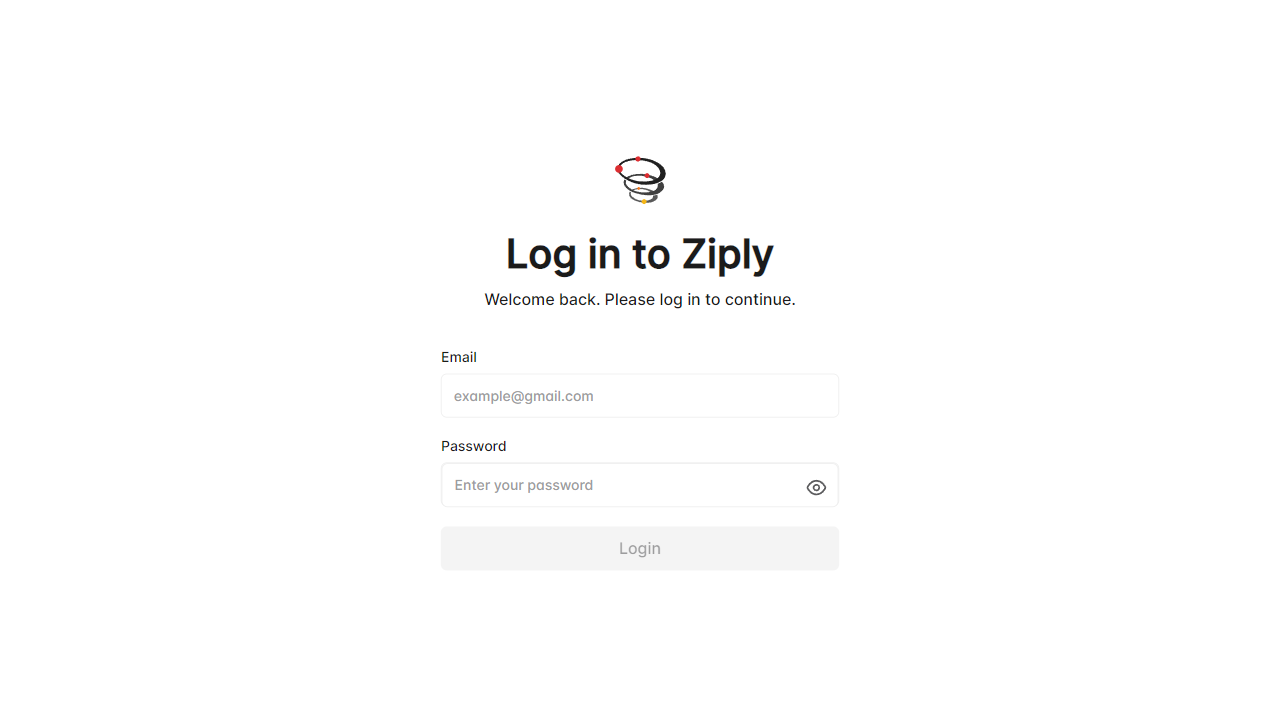 Log in to Ziply
Welcome back. Please log in to continue.
Email
example@gmail.com
Password
Enter your password
Login